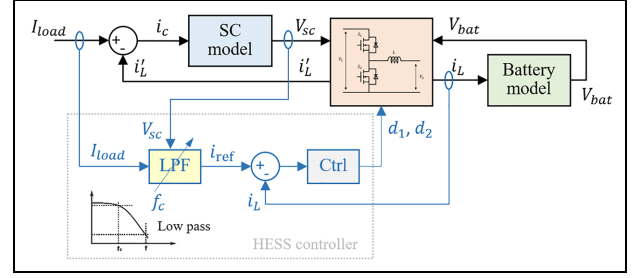 I_load
+
-
i_c
SC
model
V_sc
V_bat
i'_L
i'_L
L
i_L
Battery
model
V_bat
V_sc
d_1, d_2
I_load
LPF
i_ref
+
-
Ctrl
f_c
i_L
Low pass
f_c
f
HESS controller